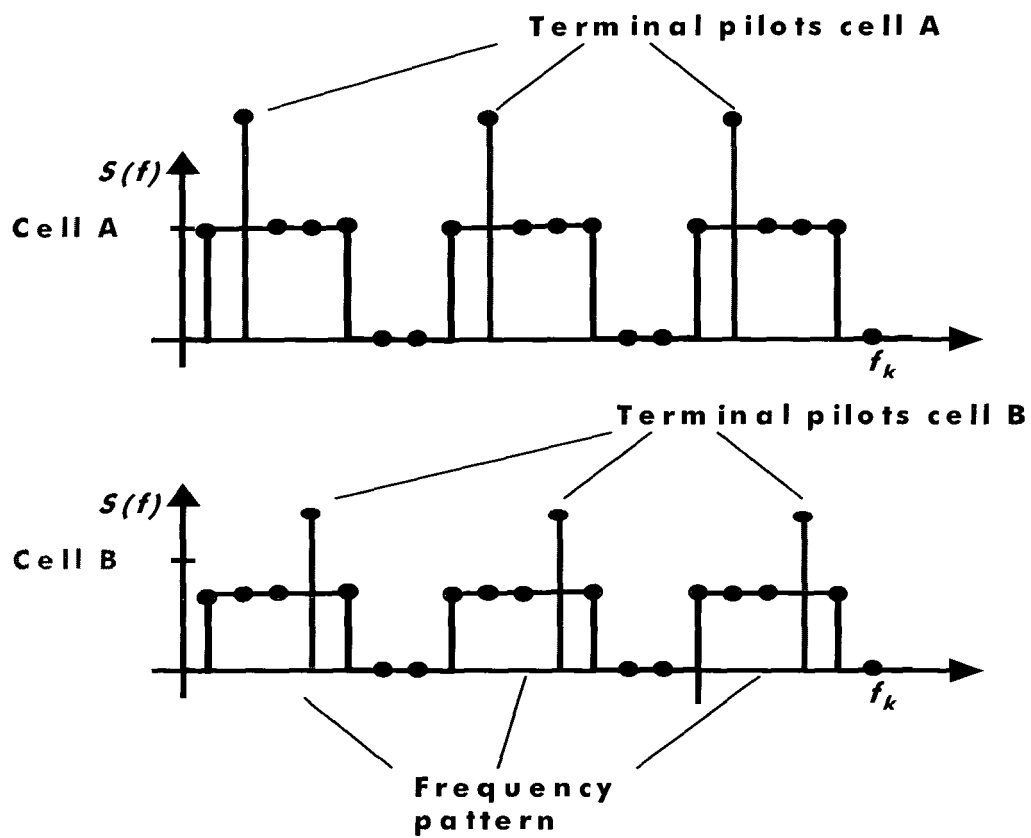 Terminal pilots cell A
S(f)
Cell A
f_k
Terminal pilots cell B
S(f)
Cell B
f_k
Frequency
pattern